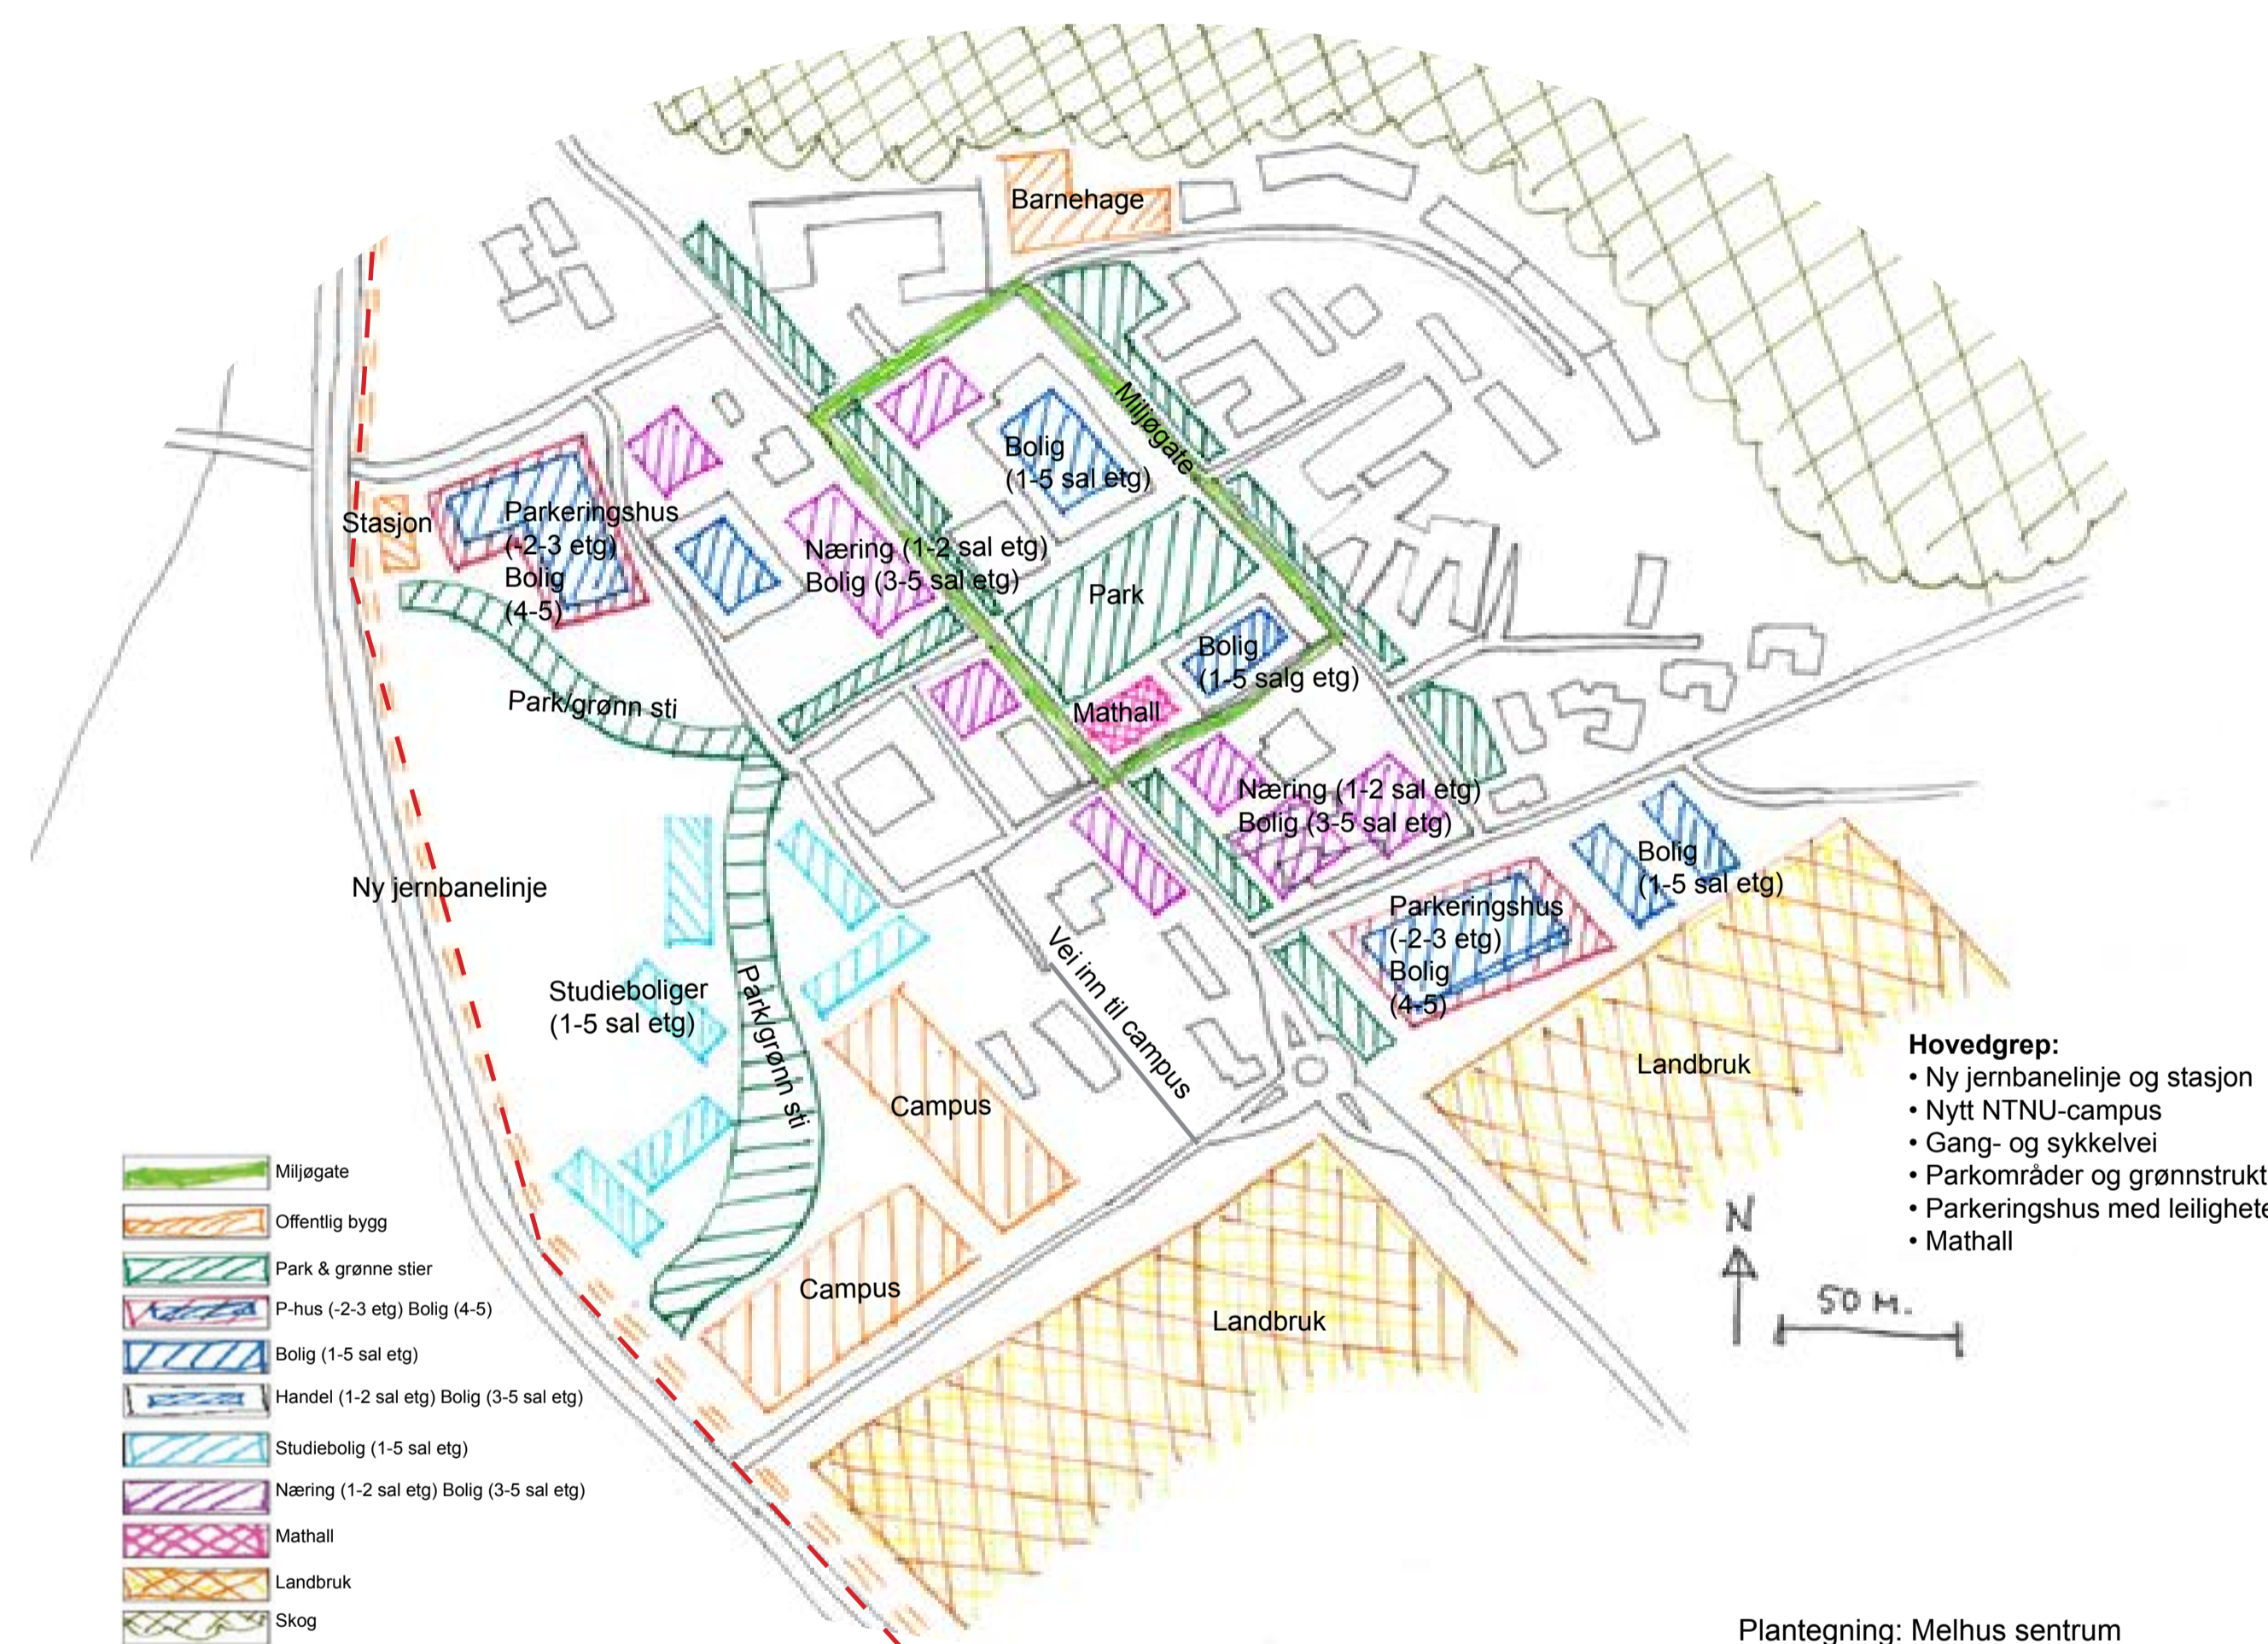 Barnehage
Miljøgate
Bolig
(1-5 sal etg)
Stasjon
Parkeringshus
(-2-3 etg)
Bolig
(4-5)
Næring (1-2 sal etg)
Bolig (3-5 sal etg)
Park
Bolig
(1-5 salg etg)
Park/grønn sti
Mathall
Næring (1-2 sal etg)
Bolig (3-5 sal etg)
Bolig
(1-5 sal etg)
Ny jernbanelinje
Parkeringshus
(-2-3 etg)
Bolig
(4-5)
Studieboliger
(1-5 sal etg)
Park/grønn sti
Vei inn til campus
Campus
Landbruk
Campus
Landbruk
Hovedgrep:
• Ny jernbanelinje og stasjon
• Nytt NTNU-campus
• Gang- og sykkelvei
• Parkområder og grønnstrukt
• Parkeringshus med leilighete
• Mathall
N
50 M.
Miljøgate
Offentlig bygg
Park & grønne stier
P-hus (-2-3 etg) Bolig (4-5)
Bolig (1-5 sal etg)
Handel (1-2 sal etg) Bolig (3-5 sal etg)
Studiebolig (1-5 sal etg)
Næring (1-2 sal etg) Bolig (3-5 sal etg)
Mathall
Landbruk
Skog
Plantegning: Melhus sentrum